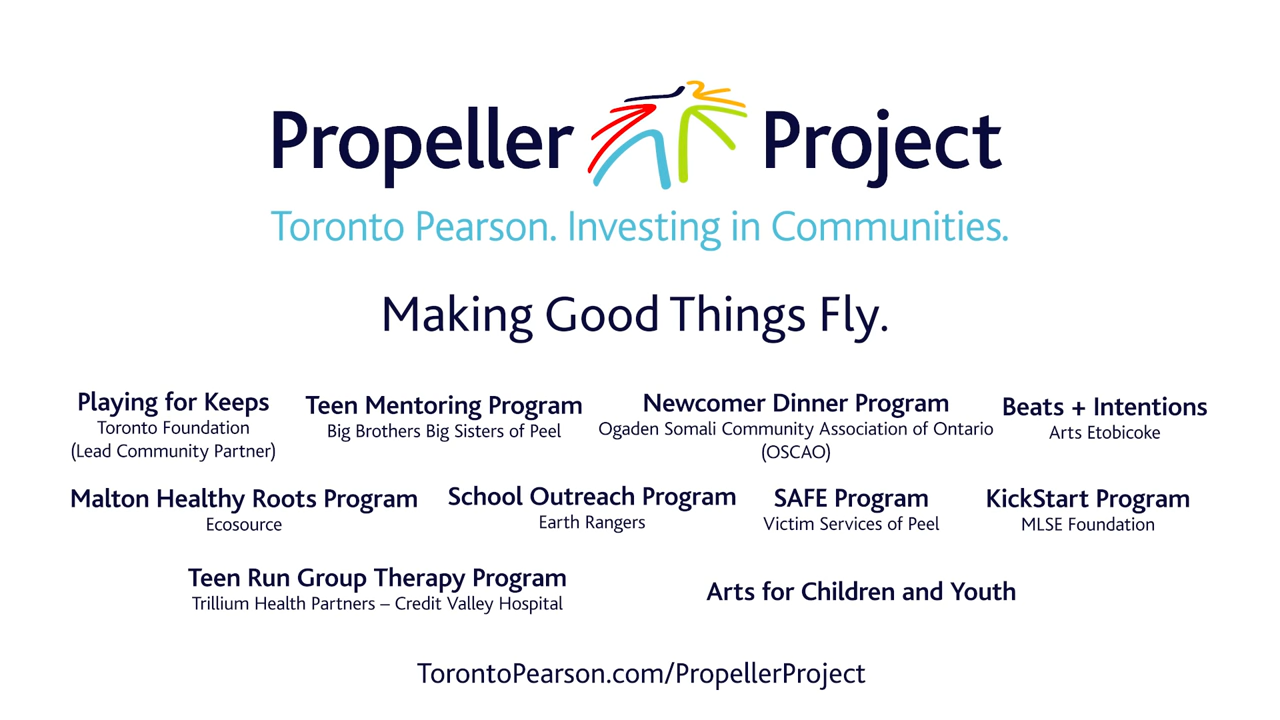 Propeller Project
Toronto Pearson. Investing in Communities.
Making Good Things Fly.
Playing for Keeps
Toronto Foundation
(Lead Community Partner)
Teen Mentoring Program
Big Brothers Big Sisters of Peel
Newcomer Dinner Program
Ogaden Somali Community Association of Ontario
(OSCAO)
Beats + Intentions
Arts Etobicoke
Malton Healthy Roots Program
Ecosource
School Outreach Program
Earth Rangers
SAFE Program
Victim Services of Peel
KickStart Program
MLSE Foundation
Teen Run Group Therapy Program
Trillium Health Partners – Credit Valley Hospital
Arts for Children and Youth
TorontoPearson.com/PropellerProject